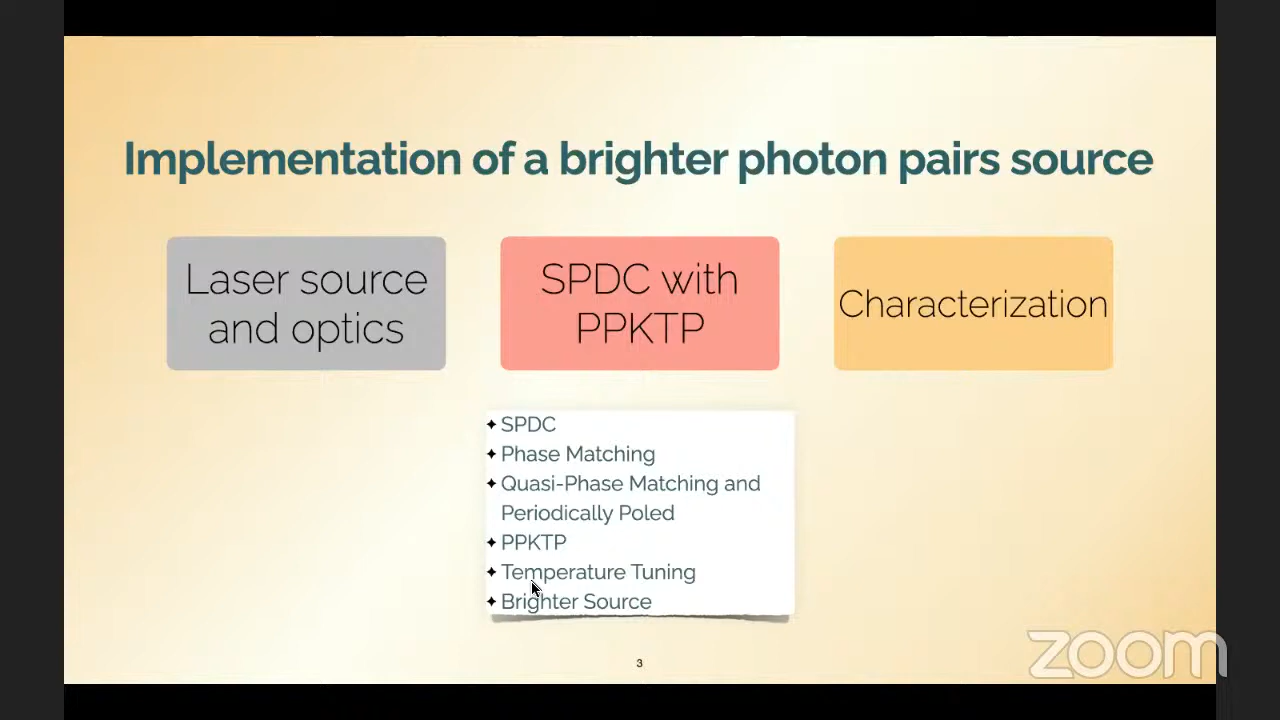 Implementation of a brighter photon pairs source
Laser source
and optics
SPDC with
PPKTP
Characterization
✦ SPDC
✦ Phase Matching
✦ Quasi-Phase Matching and
Periodically Poled
✦ PPKTP
✦ Temperature Tuning
✦ Brighter Source
3
zoom